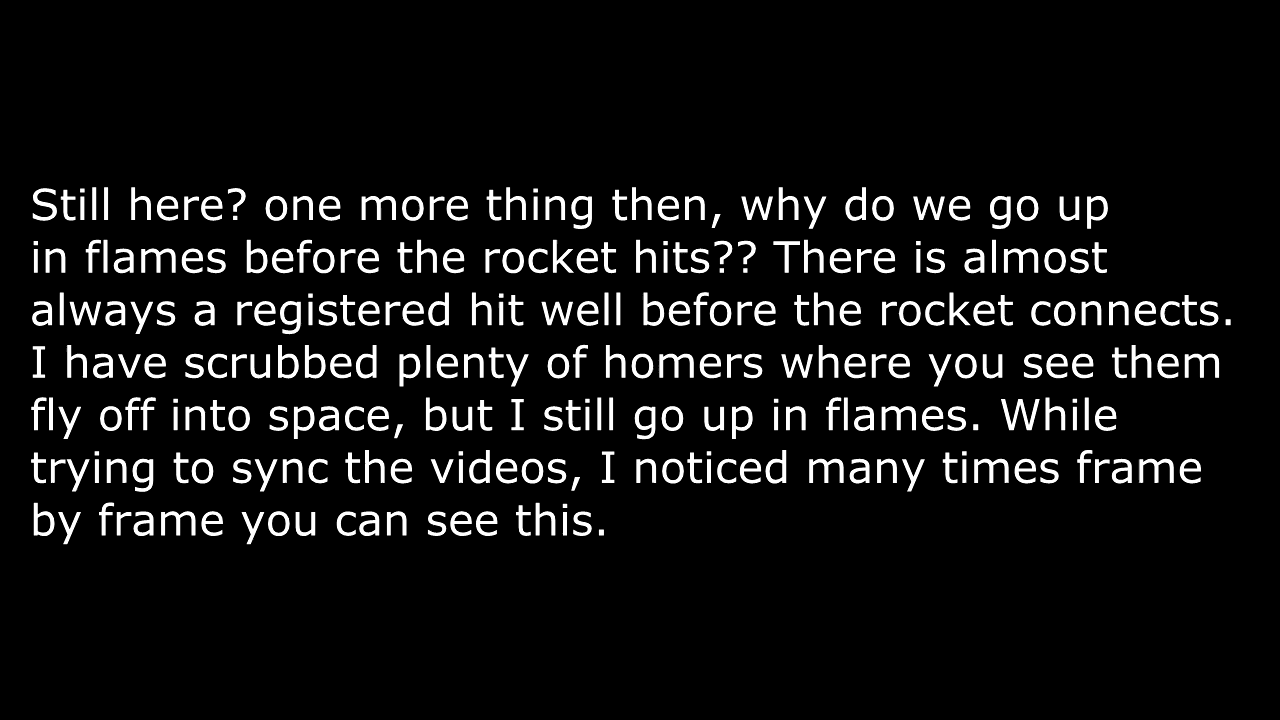 Still here? one more thing then, why do we go up
in flames before the rocket hits?? There is almost
always a registered hit well before the rocket connects.
I have scrubbed plenty of homers where you see them
fly off into space, but I still go up in flames. While
trying to sync the videos, I noticed many times frame
by frame you can see this.